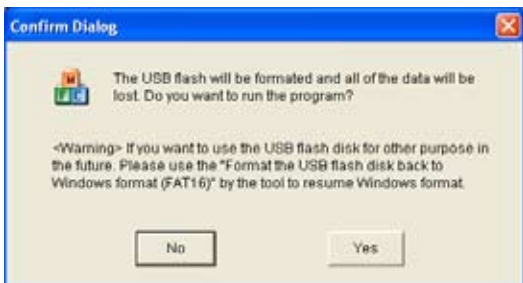 Confirm Dialog
The USB flash will be formated and all of the data will be
lost. Do you want to run the program?
<Warning> If you want to use the USB flash disk for other purpose in
the future. Please use the "Format the USB flash disk back to
Windows format (FAT16)" by the tool to resume Windows format.
No
Yes